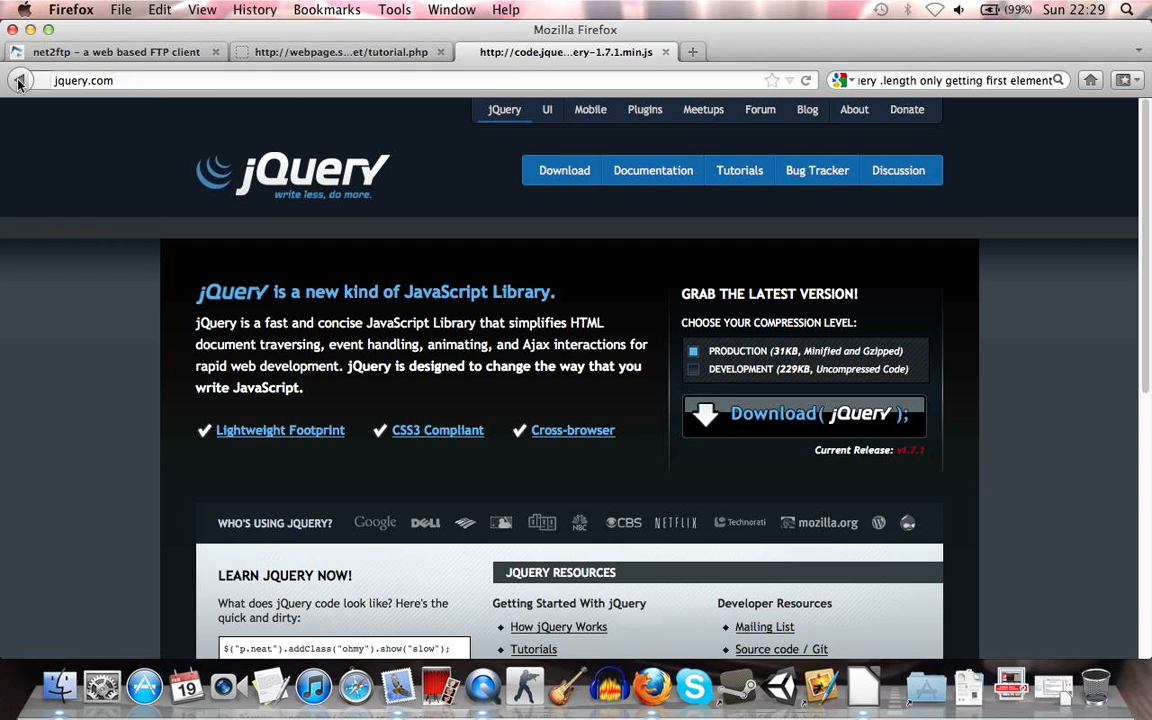 Firefox File Edit View History Bookmarks Tools Window Help (99%) Sun 22:29
Mozilla Firefox
net2ftp - a web based FTP client http://webpage.s...et/tutorial.php http://code.jque...ery-1.7.1.min.js
jquery.com ery .length only getting first element
jQuery UI Mobile Plugins Meetups Forum Blog About Donate
jQuery
write less, do more.
Download Documentation Tutorials Bug Tracker Discussion
jQuery is a new kind of JavaScript Library.
jQuery is a fast and concise JavaScript Library that simplifies HTML
document traversing, event handling, animating, and Ajax interactions for
rapid web development. jQuery is designed to change the way that you
write JavaScript.
Lightweight Footprint CSS3 Compliant Cross-browser
GRAB THE LATEST VERSION!
CHOOSE YOUR COMPRESSION LEVEL:
PRODUCTION (31KB, Minified and Gzipped)
DEVELOPMENT (229KB, Uncompressed Code)
Download( jQuery );
Current Release: v1.7.1
WHO'S USING JQUERY? Google DELL NBC CBS NETFLIX Technorati mozilla.org
LEARN JQUERY NOW!
What does jQuery code look like? Here's the
quick and dirty:
$("p.neat").addClass("ohmy").show("slow");
JQUERY RESOURCES
Getting Started With jQuery
How jQuery Works
Tutorials
Developer Resources
Mailing List
Source code / Git
FEB
19